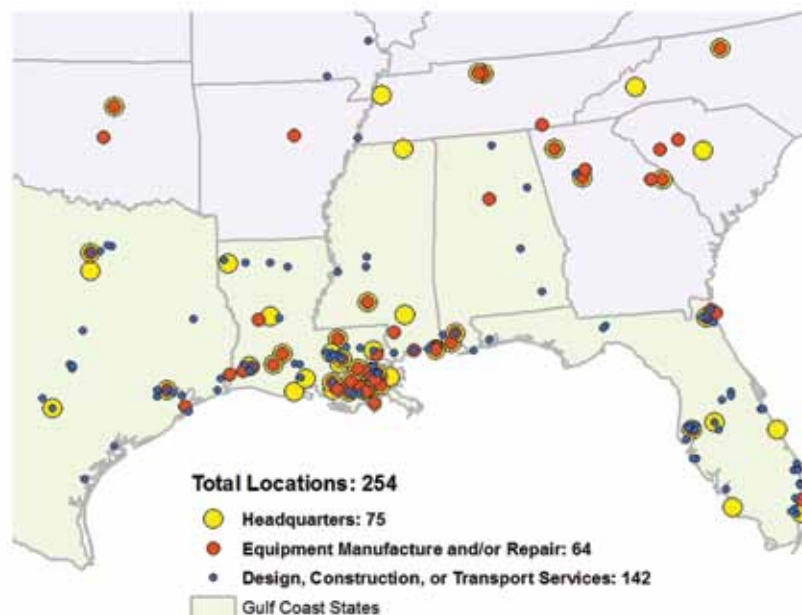 Total Locations: 254
Headquarters: 75
Equipment Manufacture and/or Repair: 64
Design, Construction, or Transport Services: 142
Gulf Coast States